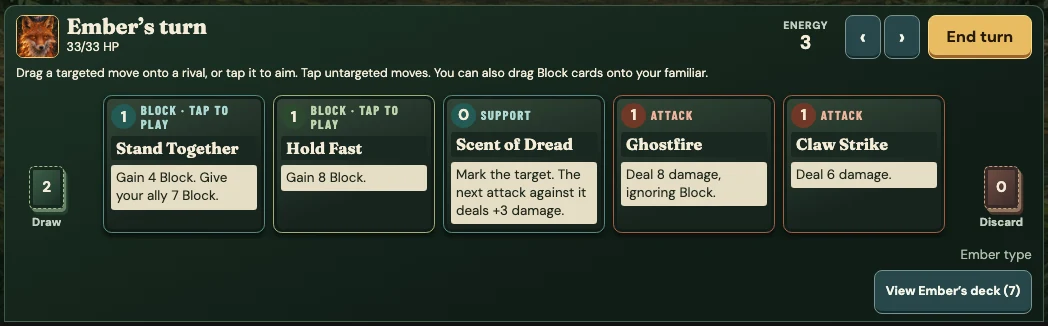 Ember's turn
33/33 HP
ENERGY
3
‹
›
End turn
Drag a targeted move onto a rival, or tap it to aim. Tap untargeted moves. You can also drag Block cards onto your familiar.
2
Draw
1
BLOCK · TAP TO
PLAY
Stand Together
Gain 4 Block. Give
your ally 7 Block.
1
BLOCK · TAP TO
PLAY
Hold Fast
Gain 8 Block.
0
SUPPORT
Scent of Dread
Mark the target. The
next attack against it
deals +3 damage.
1
ATTACK
Ghostfire
Deal 8 damage,
ignoring Block.
1
ATTACK
Claw Strike
Deal 6 damage.
0
Discard
Ember type
View Ember's deck (7)